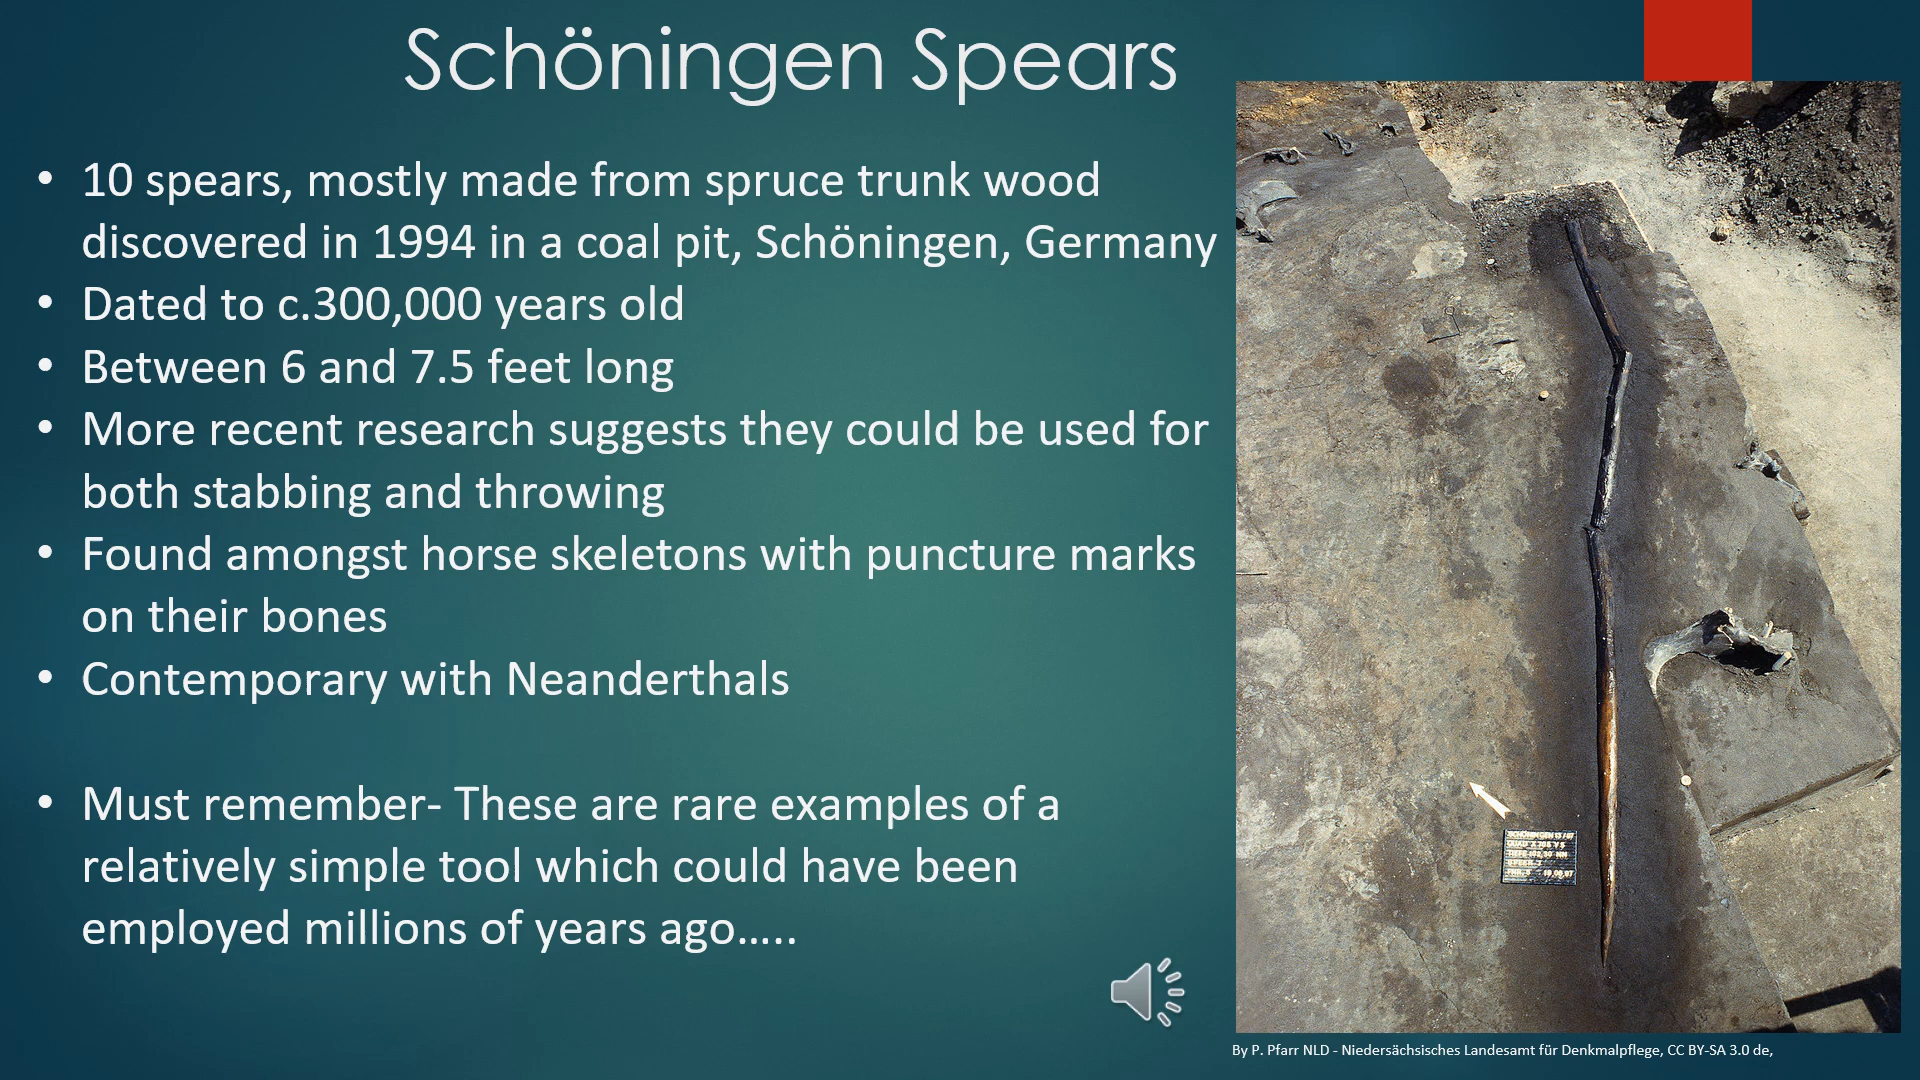 Schöningen Spears
• 10 spears, mostly made from spruce trunk wood
discovered in 1994 in a coal pit, Schöningen, Germany
• Dated to c.300,000 years old
• Between 6 and 7.5 feet long
• More recent research suggests they could be used for
both stabbing and throwing
• Found amongst horse skeletons with puncture marks
on their bones
• Contemporary with Neanderthals
• Must remember- These are rare examples of a
relatively simple tool which could have been
employed millions of years ago…..
SCHÖNINGEN
QUAD
By P. Pfarr NLD - Niedersächsisches Landesamt für Denkmalpflege, CC BY-SA 3.0 de,